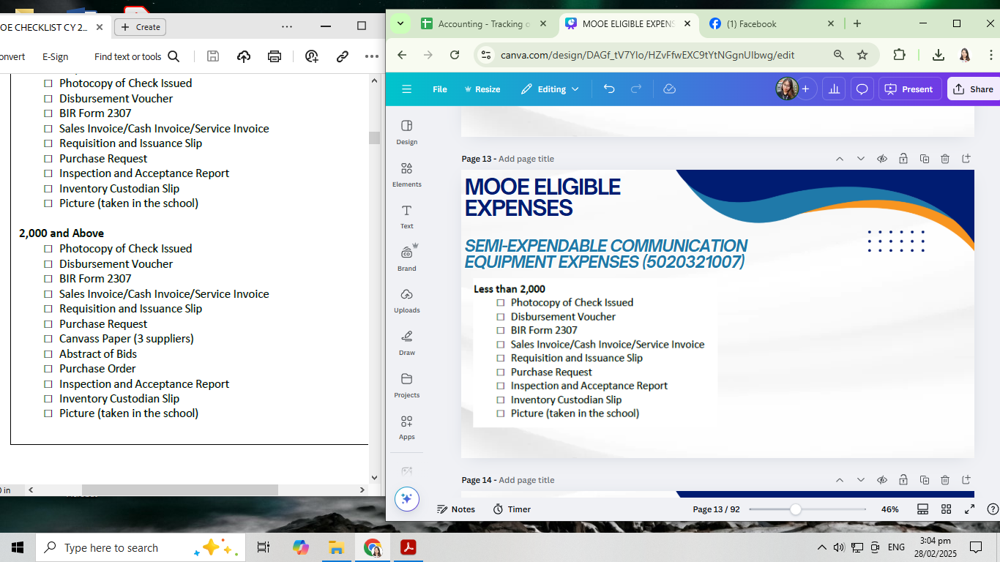 OE CHECKLIST CY 2...
Create
onvert
E-Sign
Find text or tools
Photocopy of Check Issued
Disbursement Voucher
BIR Form 2307
Sales Invoice/Cash Invoice/Service Invoice
Requisition and Issuance Slip
Purchase Request
Inspection and Acceptance Report
Inventory Custodian Slip
Picture (taken in the school)
2,000 and Above
Photocopy of Check Issued
Disbursement Voucher
BIR Form 2307
Sales Invoice/Cash Invoice/Service Invoice
Requisition and Issuance Slip
Purchase Request
Canvass Paper (3 suppliers)
Abstract of Bids
Purchase Order
Inspection and Acceptance Report
Inventory Custodian Slip
Picture (taken in the school)
0 in
Accounting - Tracking o
MOOE ELIGIBLE EXPENS
(1) Facebook
canva.com/design/DAGf_tV7YIo/HZvFfwEXC9tYtNGgnUIbwg/edit
File
Resize
Editing
Present
Share
Design
Elements
Text
Brand
Uploads
Draw
Projects
Apps
Page 13 - Add page title
MOOE ELIGIBLE
EXPENSES
SEMI-EXPENDABLE COMMUNICATION
EQUIPMENT EXPENSES (5020321007)
Less than 2,000
Photocopy of Check Issued
Disbursement Voucher
BIR Form 2307
Sales Invoice/Cash Invoice/Service Invoice
Requisition and Issuance Slip
Purchase Request
Inspection and Acceptance Report
Inventory Custodian Slip
Picture (taken in the school)
Page 14 - Add page title
Notes
Timer
Page 13 / 92
46%
Type here to search
ENG
3:04 pm
28/02/2025